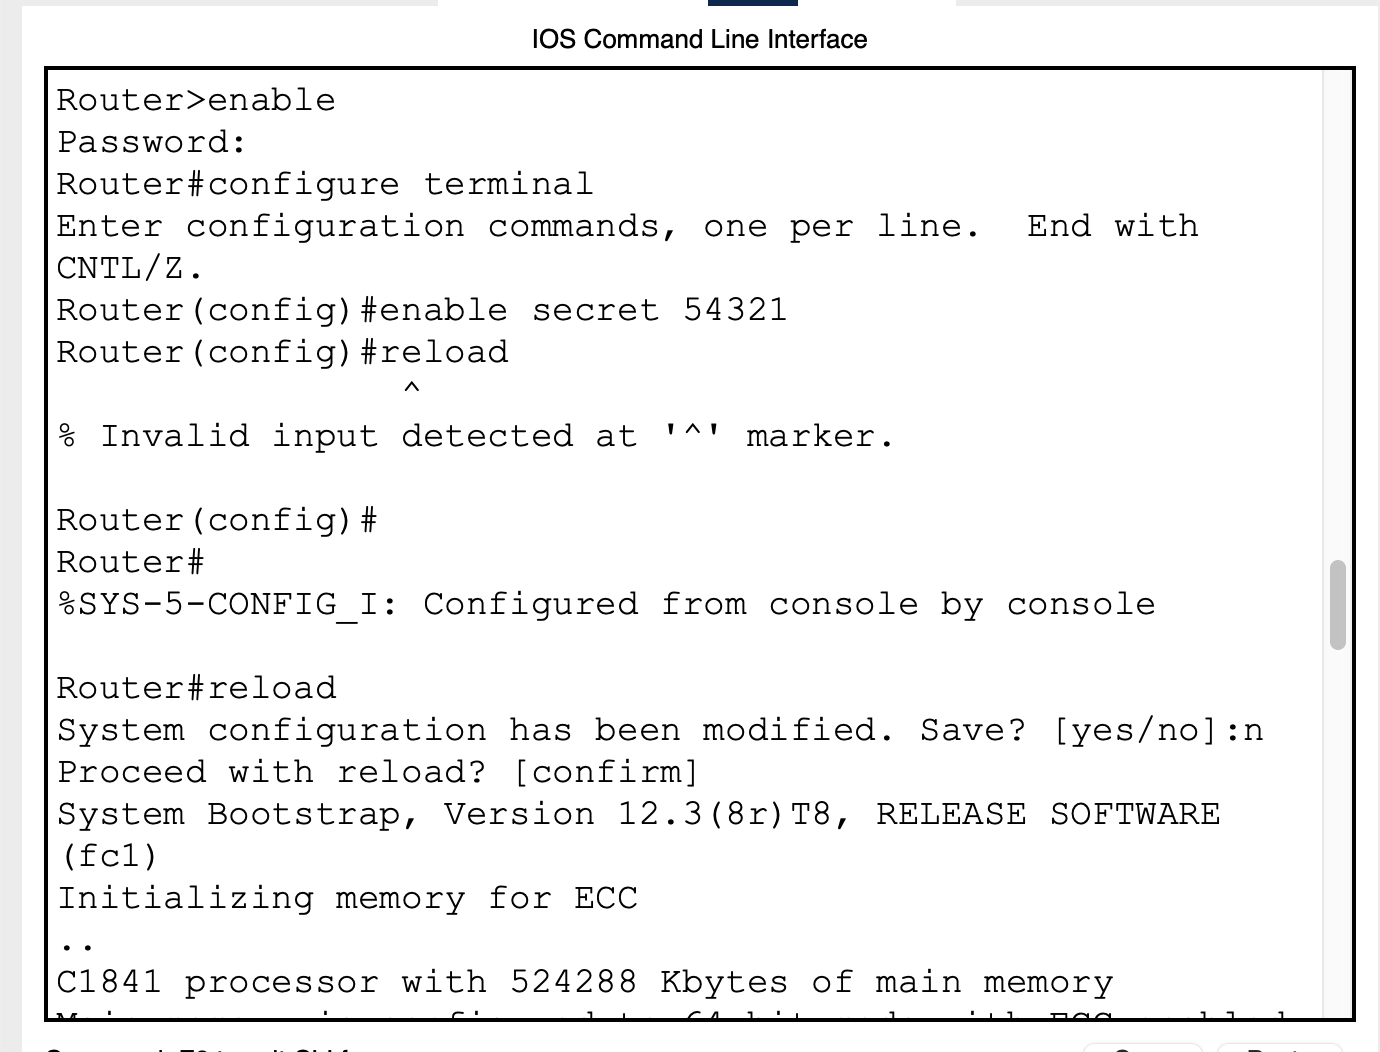 IOS Command Line Interface
Router>enable
Password:
Router#configure terminal
Enter configuration commands, one per line.  End with
CNTL/Z.
Router(config)#enable secret 54321
Router(config)#reload
^
% Invalid input detected at '^' marker.
Router(config)#
Router#
%SYS-5-CONFIG_I: Configured from console by console
Router#reload
System configuration has been modified. Save? [yes/no]:n
Proceed with reload? [confirm]
System Bootstrap, Version 12.3(8r)T8, RELEASE SOFTWARE
(fc1)
Initializing memory for ECC
..
C1841 processor with 524288 Kbytes of main memory